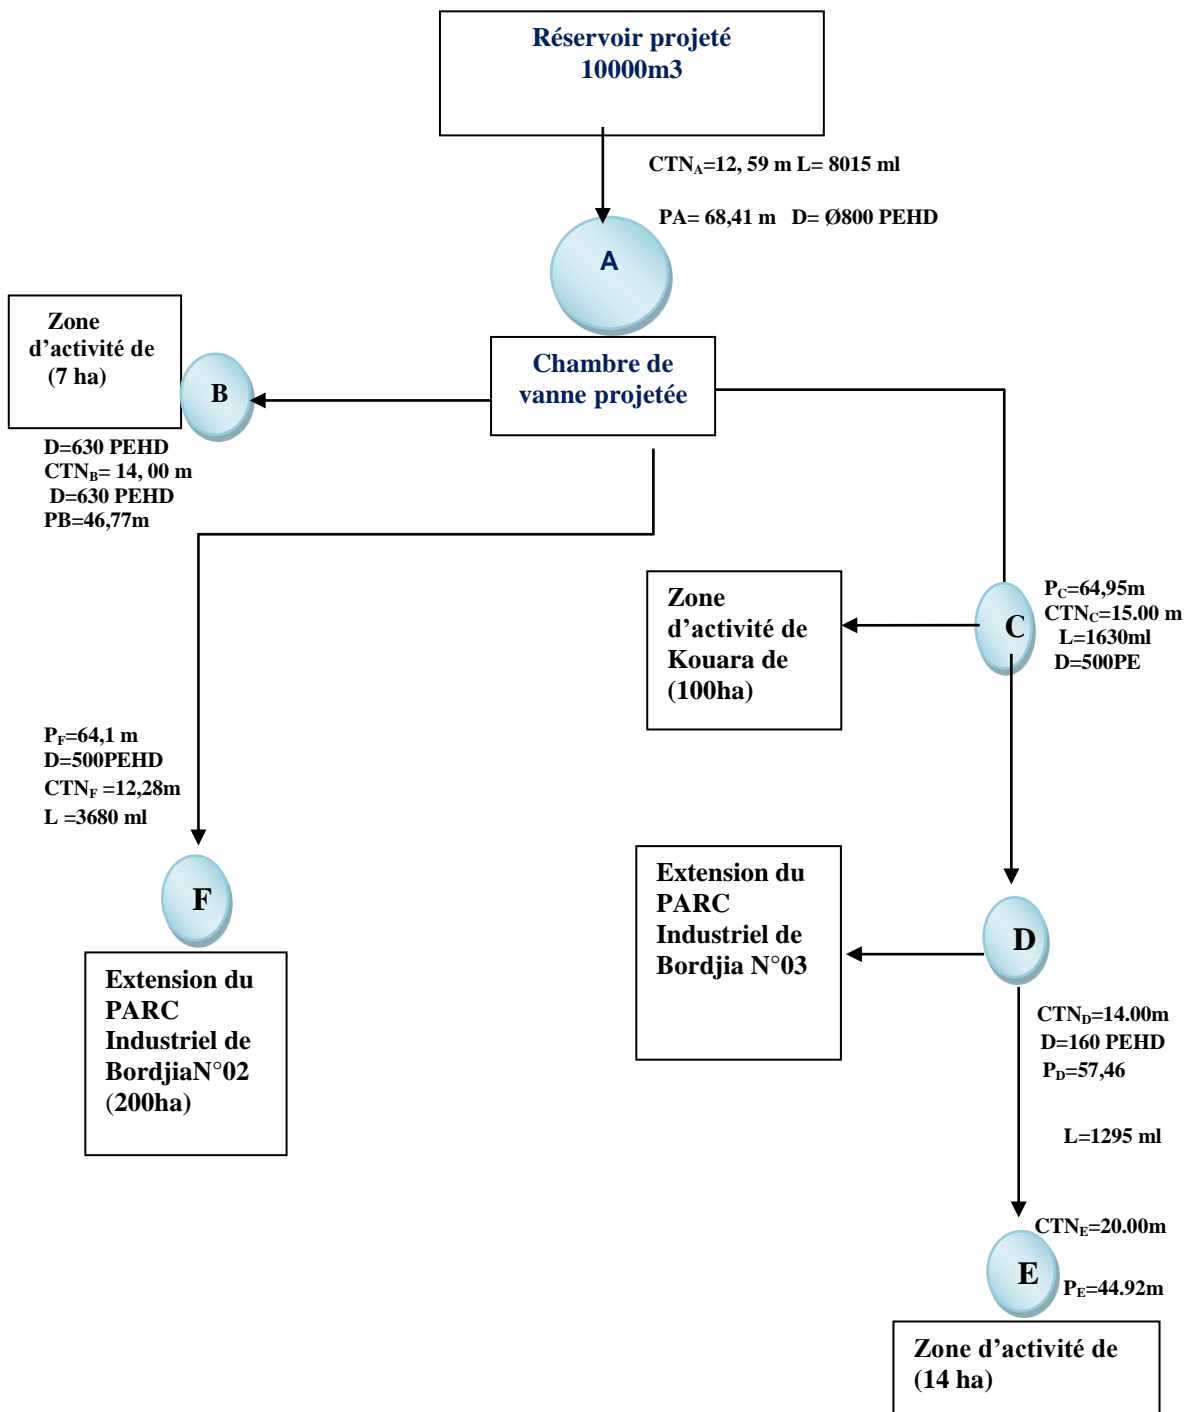 Réservoir projeté
10000m3
CTNA=12, 59 m L= 8015 ml
PA= 68,41 m D= Ø800 PEHD
A
Chambre de
vanne projetée
Zone
d'activité de
(7 ha)
B
D=630 PEHD
CTNB= 14, 00 m
D=630 PEHD
PB=46,77m
Zone
d'activité de
Kouara de
(100ha)
C
PC=64,95m
CTNC=15.00 m
L=1630ml
D=500PE
PF=64,1 m
D=500PEHD
CTNF =12,28m
L =3680 ml
F
Extension du
PARC
Industriel de
BordjiaN°02
(200ha)
Extension du
PARC
Industriel de
Bordjia N°03
D
CTND=14.00m
D=160 PEHD
PD=57,46
L=1295 ml
CTNE=20.00m
E
PE=44.92m
Zone d'activité de
(14 ha)